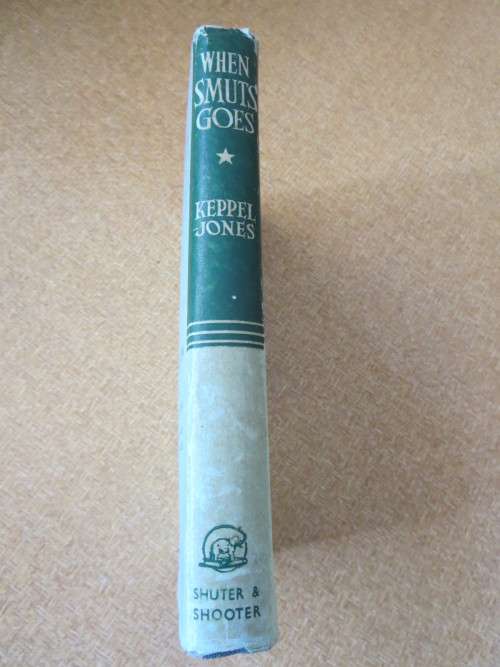 WHEN
SMUTS
GOES
KEPPEL
-JONES
SHUTER &
SHOOTER